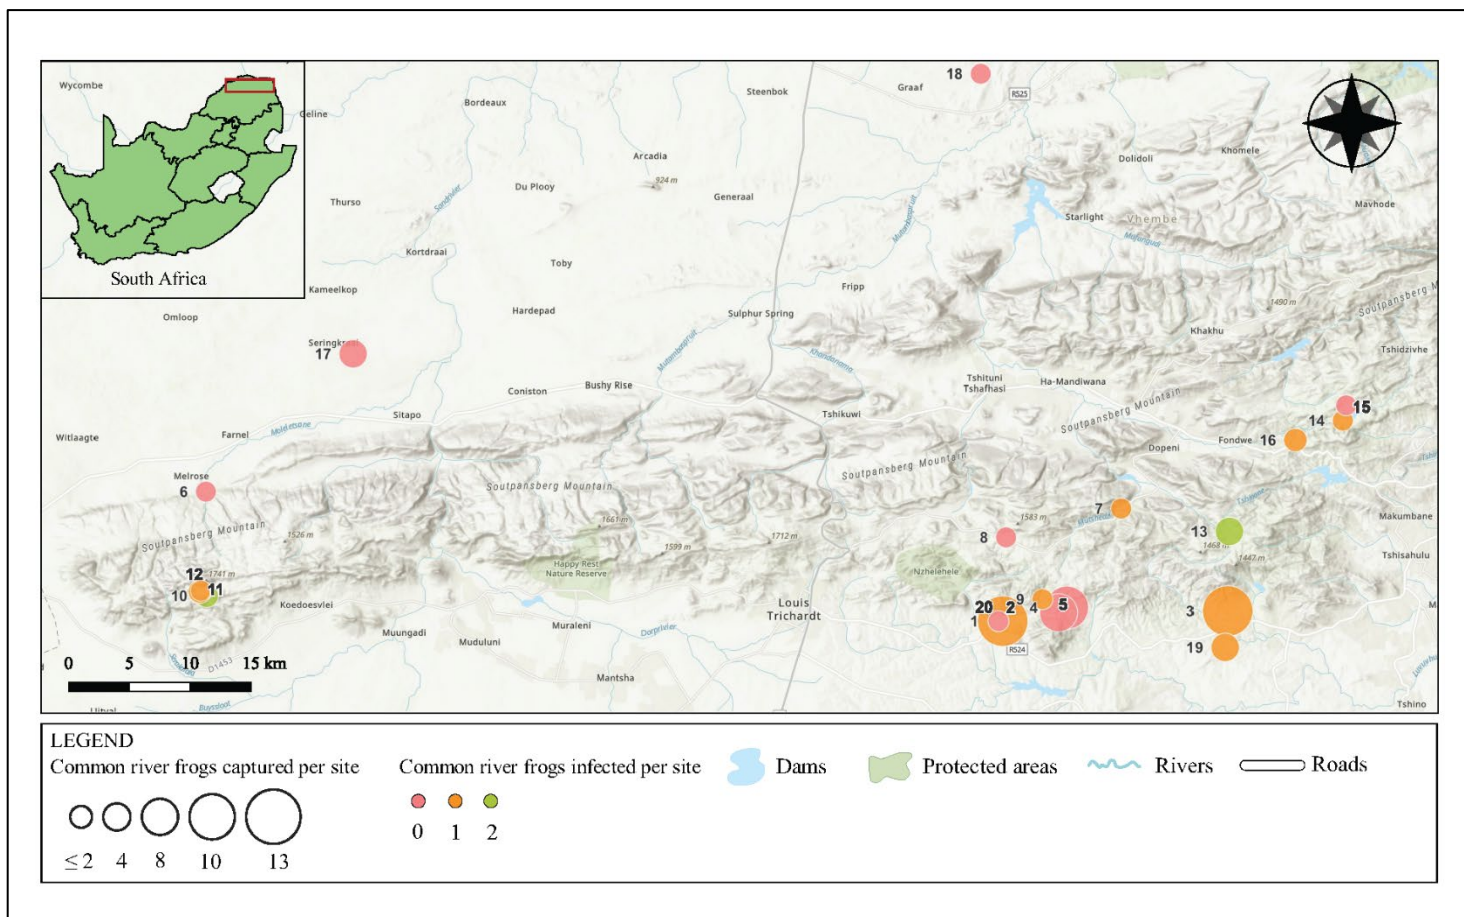 18
Graaf
R525
Wycombe
Steenbok
Celine
Bordeaux
Khomele
Dolidoli
Arcadia
924 m
Du Plooy
Sandrivier
Thurso
Generaal
Mutambapruit
Starlight
Vhembe
Mavhode
Kortdraai
Toby
South Africa
Kameelkop
Fripp
1490 m
Soutpansberg M
Omloop
Hardepad
Sulphur Spring
Khakhu
Seringkraal
17
Tshidzivhe
Tshituni
Tshafhasi
Ha-Mandiwana
Coniston
Bushy Rise
Tshikuwi
Soutpansberg Mountain
15
Sitapo
14
Witlaagte
Farnel
16
Fondwe
Dopeni
Melrose
6
Soutpansberg Mountain
Soutpansberg Mountain
7
1661 m
1583 m
Makumbane
Soutpansberg Mountain
1526 m
1599 m
1712 m
8
13
1468 m
1447 m
Tshisahulu
Happy Rest
Nature Reserve
Nzhelehele
12
1741 m
10
11
Koedoesvlei
Louis
Trichardt
9
4
5
20
2
1
3
Muraleni
Dorprivier
Muungadi
Muduluni
R524
19
0 5 10 15 km
D1453
Mantsha
Tshino
LEGEND
Common river frogs captured per site
≤ 2 4 8 10 13
Common river frogs infected per site
0 1 2
Dams
Protected areas
Rivers
Roads